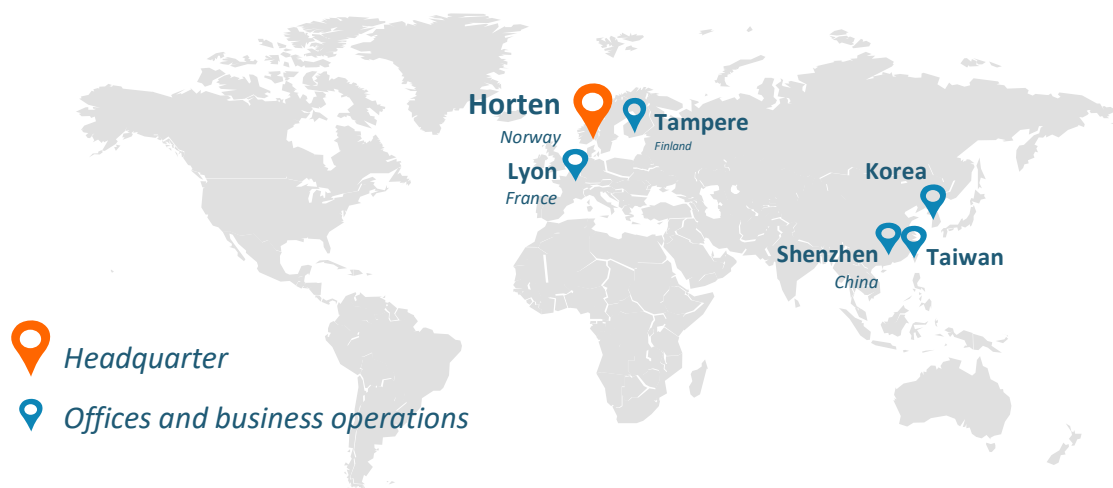 Horten
Norway
Tampere
Finland
Lyon
France
Korea
Shenzhen
China
Taiwan
Headquarter
Offices and business operations